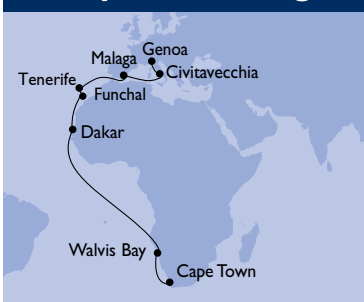 Genoa
Malaga
Civitavecchia
Tenerife
Funchal
Dakar
Walvis Bay
Cape Town